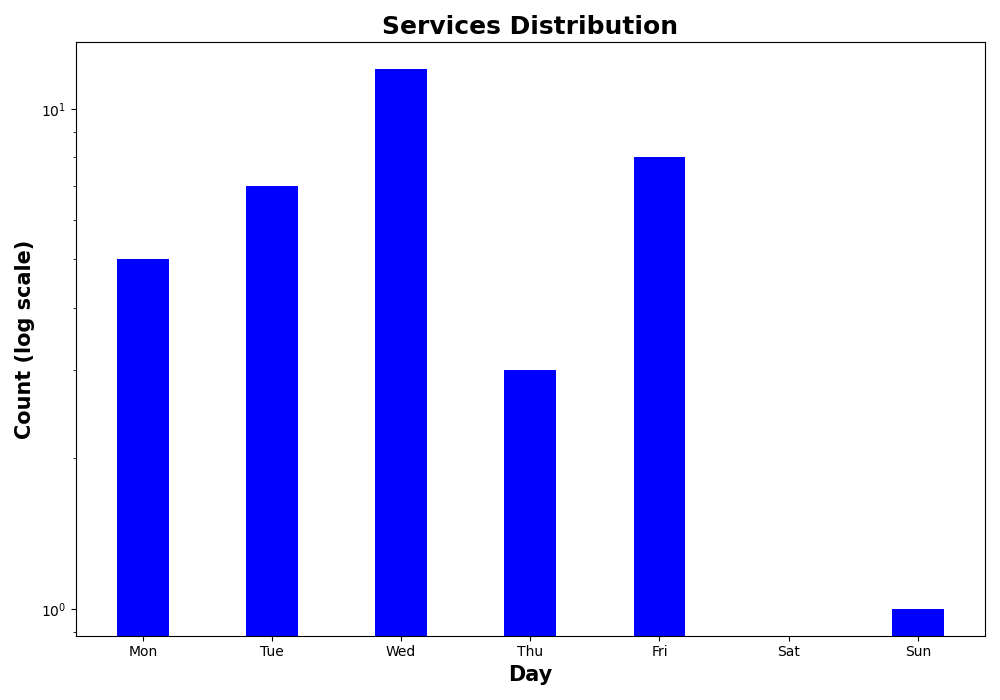 Services Distribution
Count (log scale)
10¹
10⁰
Mon Tue Wed Thu Fri Sat Sun
Day